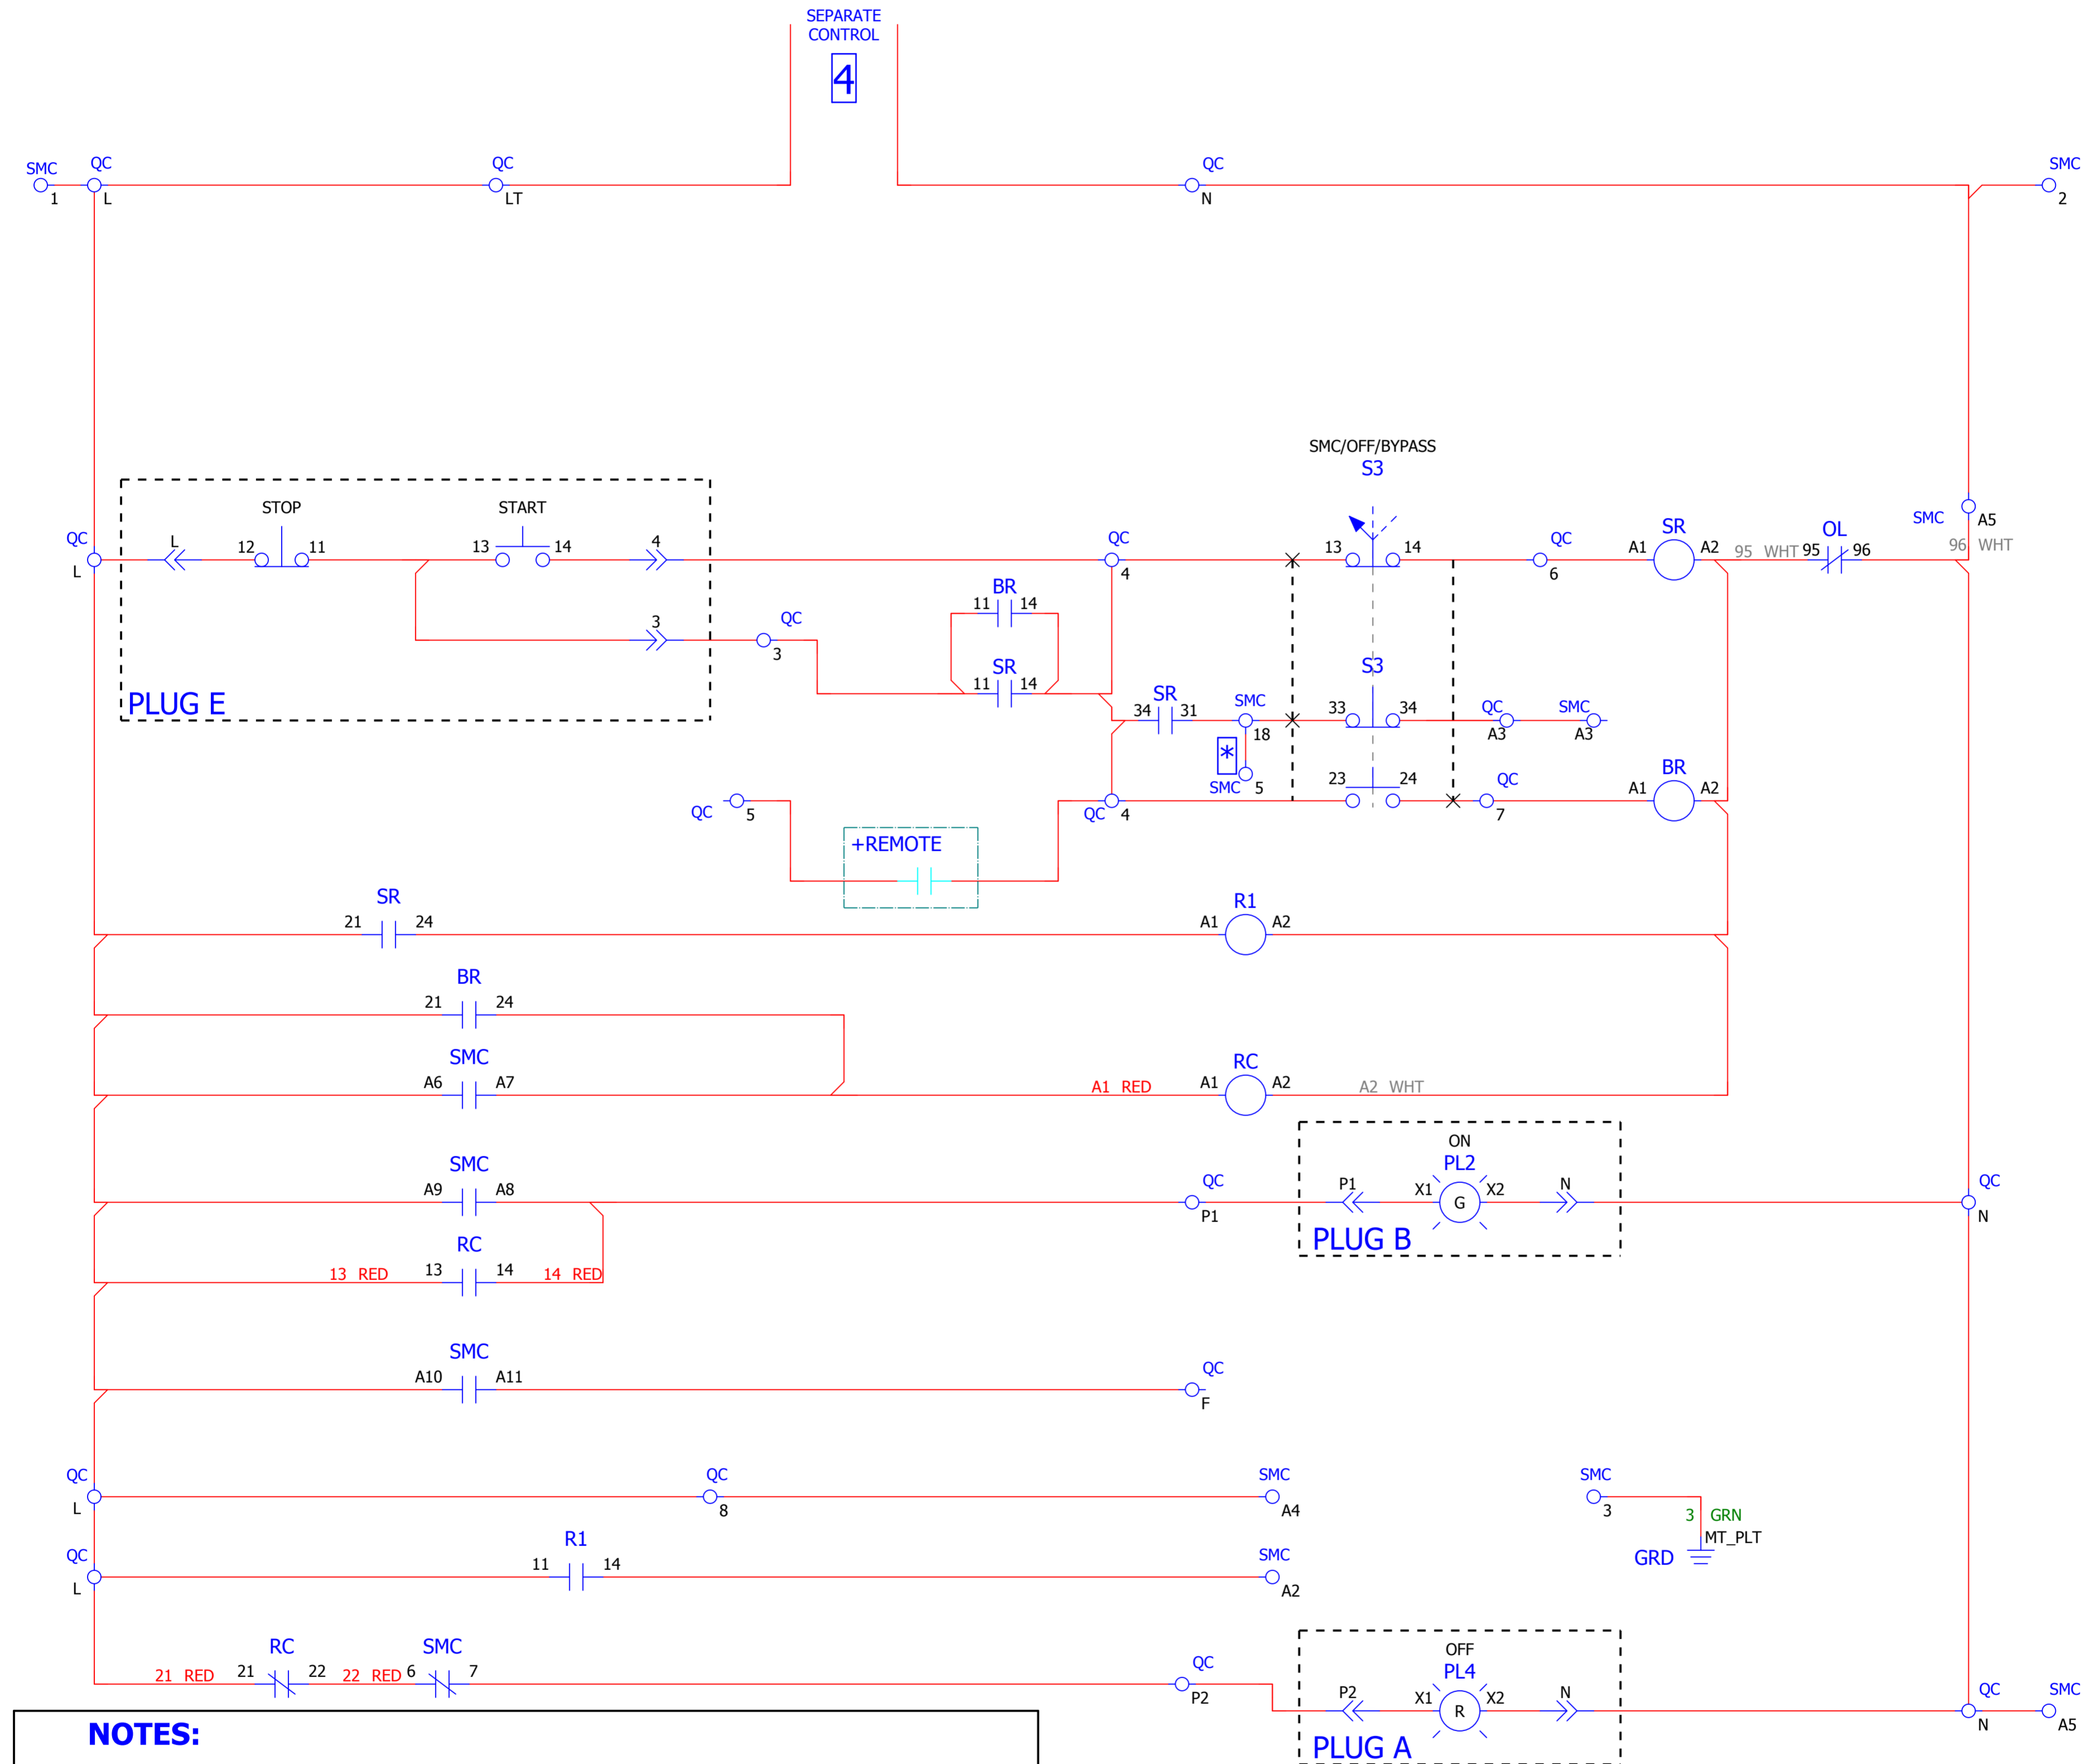 SEPARATE
CONTROL
4
SMC QC QC QC SMC
1 L LT N 2
SMC/OFF/BYPASS
S3
STOP START
QC L 12 11 13 14 4 QC 13 14 QC SR OL SMC A5
L 4 6 A1 A2 95 WHT 95 96 96 WHT
BR
11 14
3 QC
3
SR S3
11 14
PLUG E
SR SMC 33 34 QC SMC
34 31 18 A3 A3
*
SMC 5 23 24 QC BR
QC 5 QC 4 7 A1 A2
+REMOTE
SR R1
21 24 A1 A2
BR
21 24
SMC RC
A6 A7 A1 RED A1 A2 A2 WHT
ON
SMC PL2
A9 A8 QC P1 X1 G X2 N QC
P1 N
PLUG B
RC
13 RED 13 14 14 RED
SMC
A10 A11 QC
F
QC QC SMC SMC
L 8 A4 3
3 GRN
MT_PLT
GRD
QC R1 SMC
L 11 14 A2
OFF
RC SMC PL4
21 RED 21 22 22 RED 6 7 QC P2 X1 R X2 N QC SMC
P2 N A5
PLUG A
NOTES: